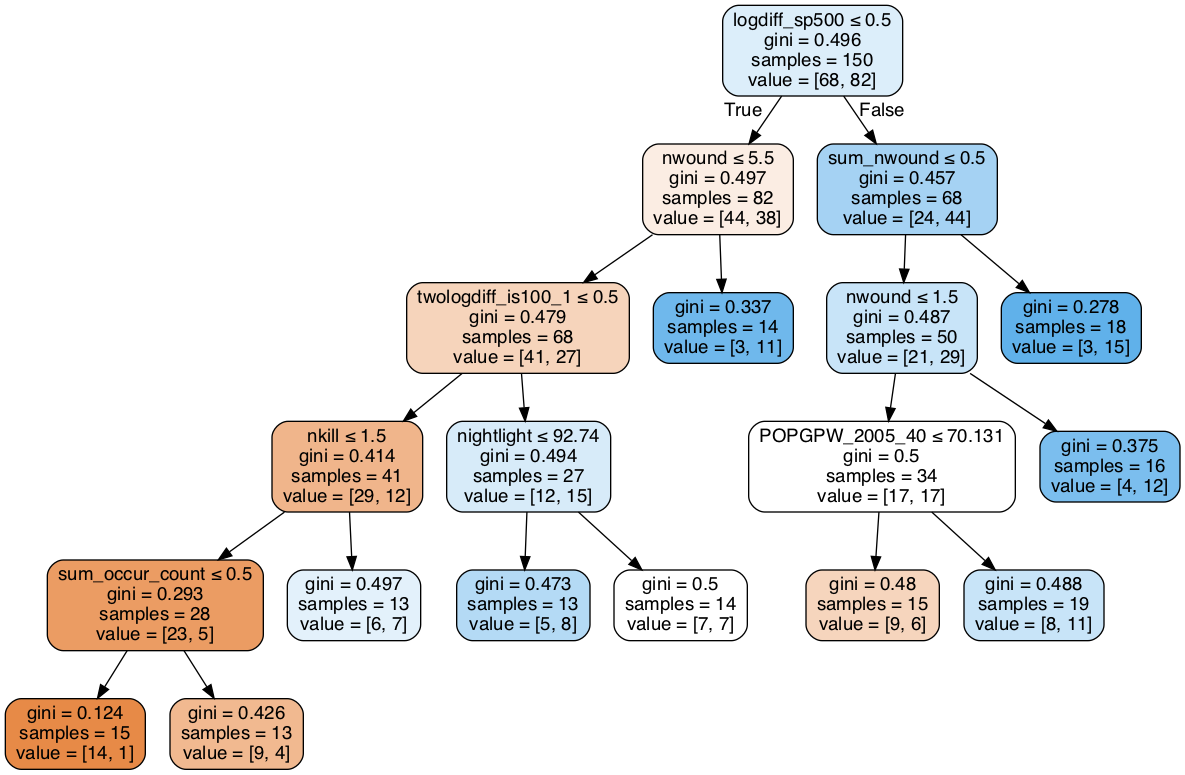 logdiff_sp500 ≤ 0.5
gini = 0.496
samples = 150
value = [68, 82]
True
False
nwound ≤ 5.5
gini = 0.497
samples = 82
value = [44, 38]
sum_nwound ≤ 0.5
gini = 0.457
samples = 68
value = [24, 44]
twologdiff_is100_1 ≤ 0.5
gini = 0.479
samples = 68
value = [41, 27]
gini = 0.337
samples = 14
value = [3, 11]
nwound ≤ 1.5
gini = 0.487
samples = 50
value = [21, 29]
gini = 0.278
samples = 18
value = [3, 15]
nkill ≤ 1.5
gini = 0.414
samples = 41
value = [29, 12]
nightlight ≤ 92.74
gini = 0.494
samples = 27
value = [12, 15]
POPGPW_2005_40 ≤ 70.131
gini = 0.5
samples = 34
value = [17, 17]
gini = 0.375
samples = 16
value = [4, 12]
sum_occur_count ≤ 0.5
gini = 0.293
samples = 28
value = [23, 5]
gini = 0.497
samples = 13
value = [6, 7]
gini = 0.473
samples = 13
value = [5, 8]
gini = 0.5
samples = 14
value = [7, 7]
gini = 0.48
samples = 15
value = [9, 6]
gini = 0.488
samples = 19
value = [8, 11]
gini = 0.124
samples = 15
value = [14, 1]
gini = 0.426
samples = 13
value = [9, 4]